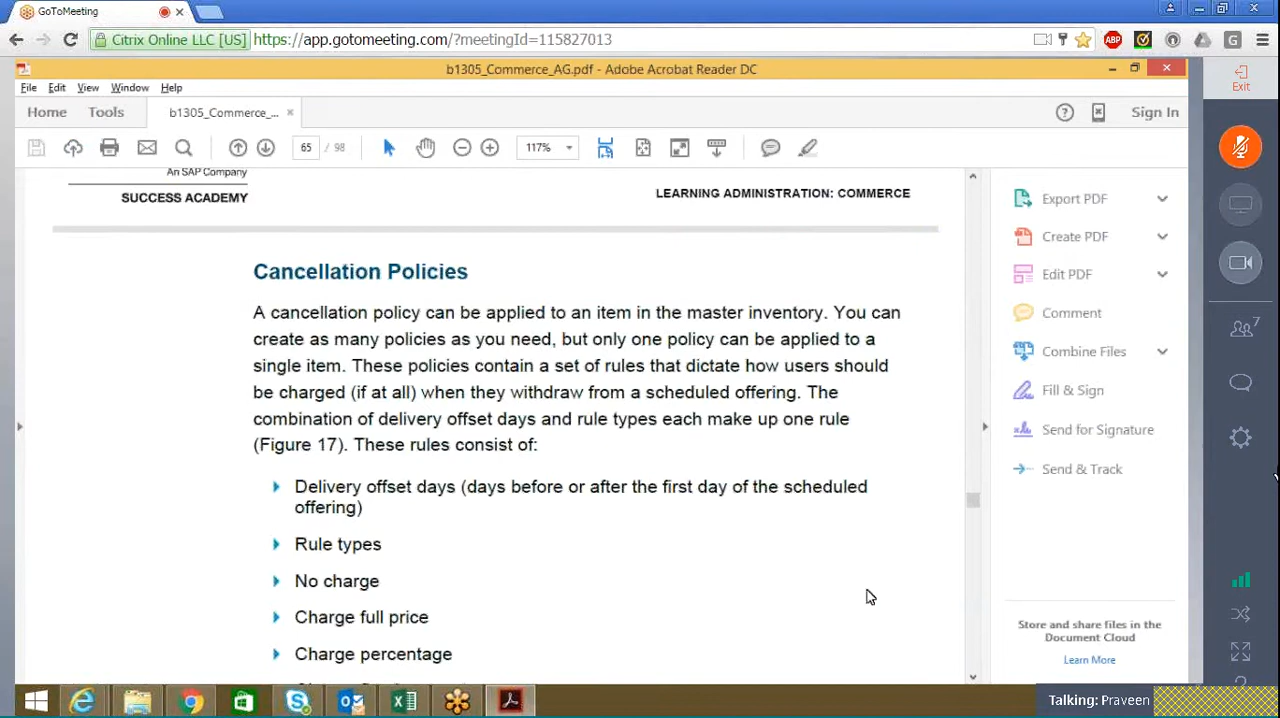 GoToMeeting
Citrix Online LLC [US]
https://app.gotomeeting.com/?meetingId=115827013
ABP
G
b1305_Commerce_AG.pdf - Adobe Acrobat Reader DC
File Edit View Window Help
Exit
Home
Tools
b1305_Commerce_...
Sign In
65 / 98
117%
An SAP Company
SUCCESS ACADEMY
LEARNING ADMINISTRATION: COMMERCE
Cancellation Policies
A cancellation policy can be applied to an item in the master inventory. You can
create as many policies as you need, but only one policy can be applied to a
single item. These policies contain a set of rules that dictate how users should
be charged (if at all) when they withdraw from a scheduled offering. The
combination of delivery offset days and rule types each make up one rule
(Figure 17). These rules consist of:
Delivery offset days (days before or after the first day of the scheduled
offering)
Rule types
No charge
Charge full price
Charge percentage
Export PDF
Create PDF
Edit PDF
Comment
Combine Files
Fill & Sign
Send for Signature
Send & Track
Store and share files in the
Document Cloud
Learn More
7
Talking: Praveen